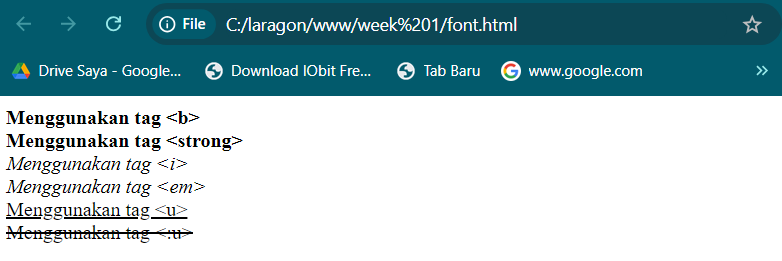 File C:/laragon/www/week%201/font.html
Drive Saya - Google... Download IObit Fre... Tab Baru www.google.com »
Menggunakan tag <b>
Menggunakan tag <strong>
Menggunakan tag <i>
Menggunakan tag <em>
Menggunakan tag <u>
Menggunakan tag <:u>